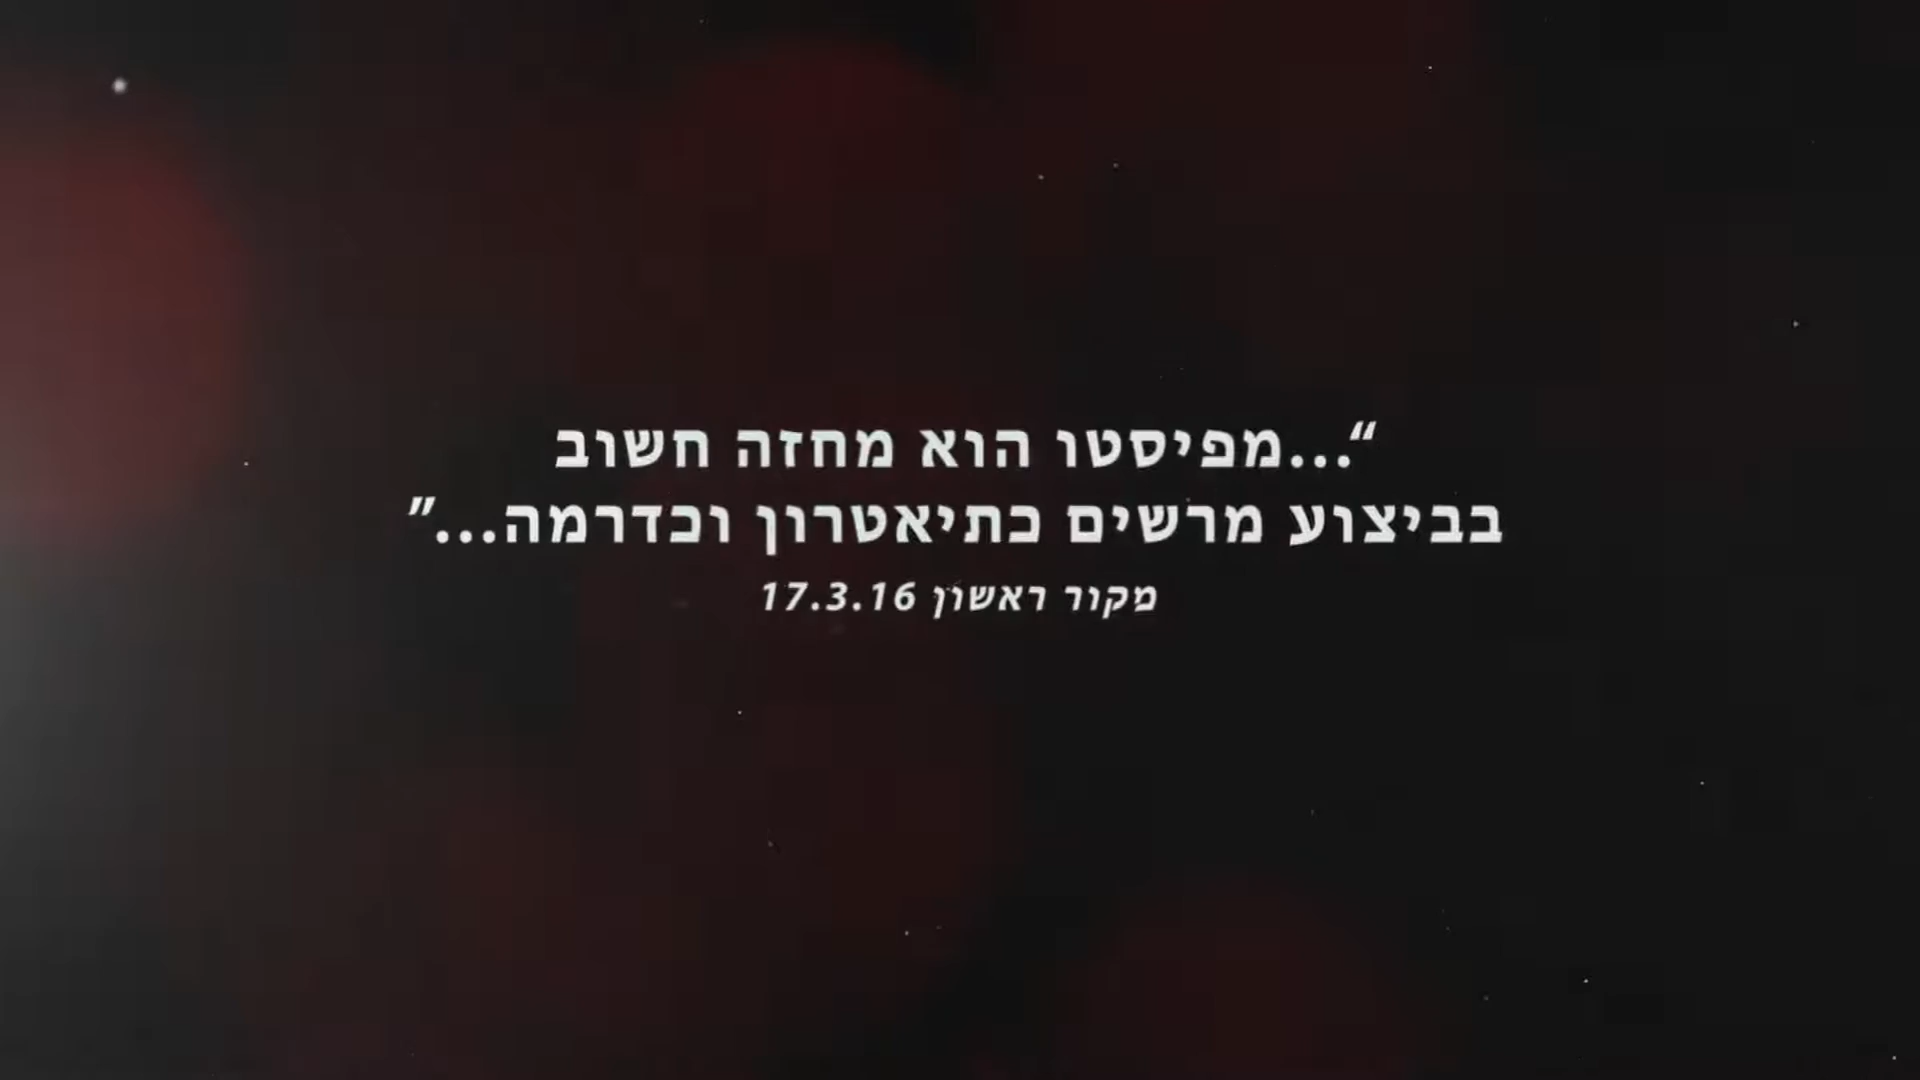 “...מפיסטו הוא מחזה חשוב
בביצוע מרשים כתיאטרון וכדרמה...”
מקור ראשון 17.3.16